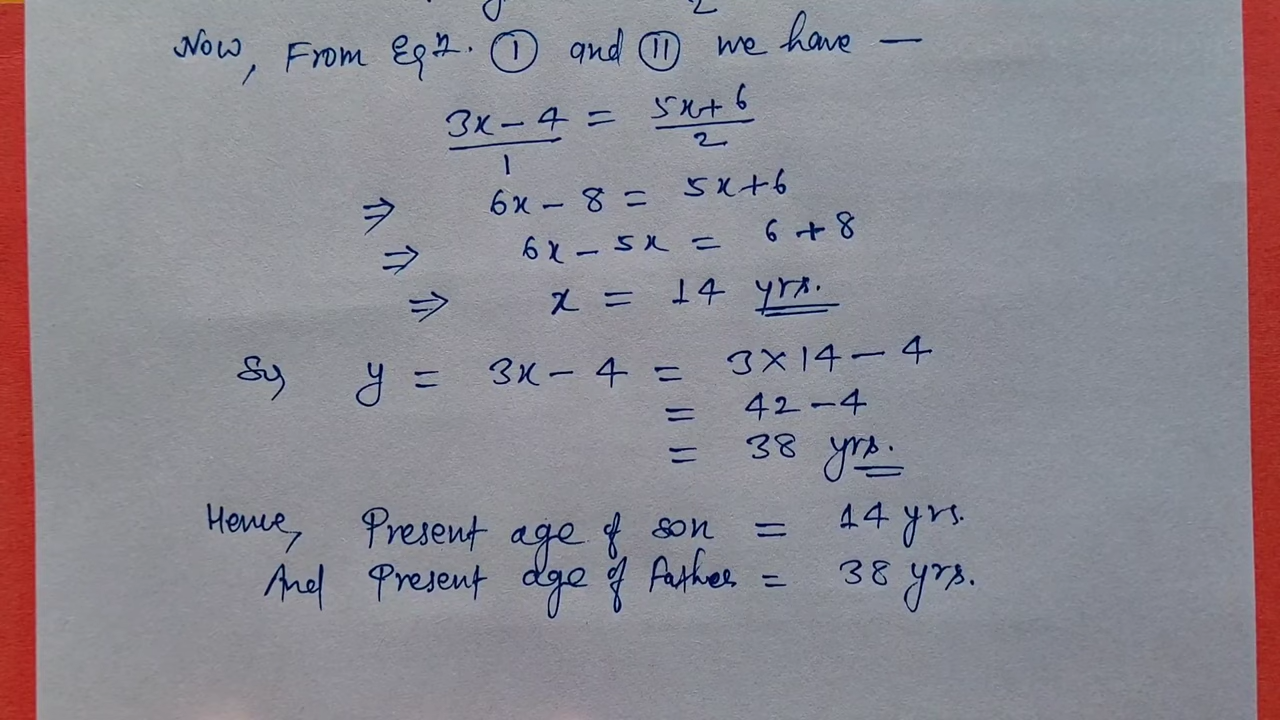 Now, From Eqn. (I) and (II) we have —
3x - 4 / 1 = 5x + 6 / 2
⇒ 6x - 8 = 5x + 6
⇒ 6x - 5x = 6 + 8
⇒ x = 14 yrs.
So, y = 3x - 4 = 3 × 14 - 4
= 42 - 4
= 38 yrs.
Hence, Present age of son = 14 yrs.
And Present age of Father = 38 yrs.